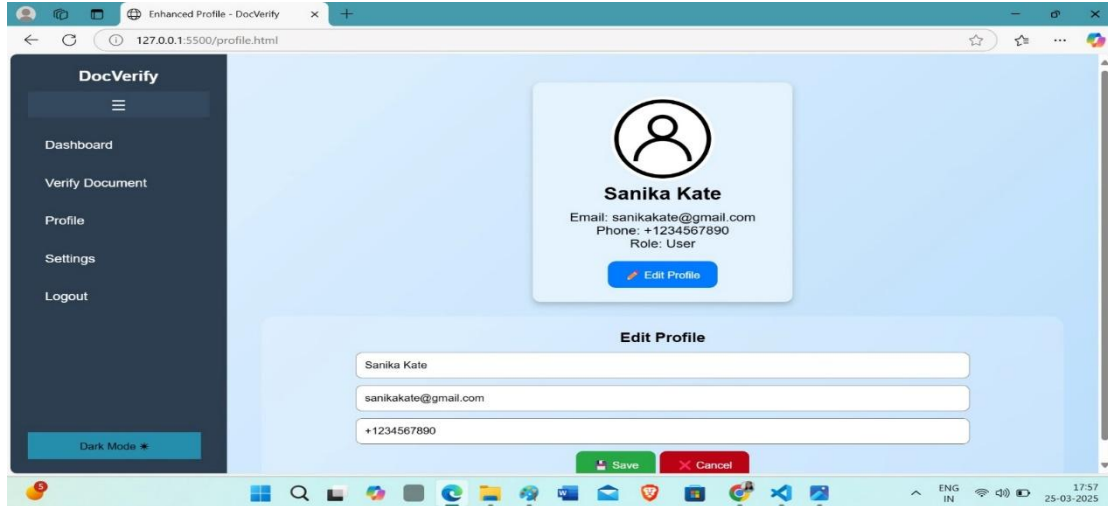 Enhanced Profile - DocVerify
127.0.0.1:5500/profile.html
DocVerify
Dashboard
Verify Document
Profile
Settings
Logout
Dark Mode ☀
Sanika Kate
Email: sanikakate@gmail.com
Phone: +1234567890
Role: User
Edit Profile
Edit Profile
Sanika Kate
sanikakate@gmail.com
+1234567890
Save
Cancel
5
ENG
IN
17:57
25-03-2025